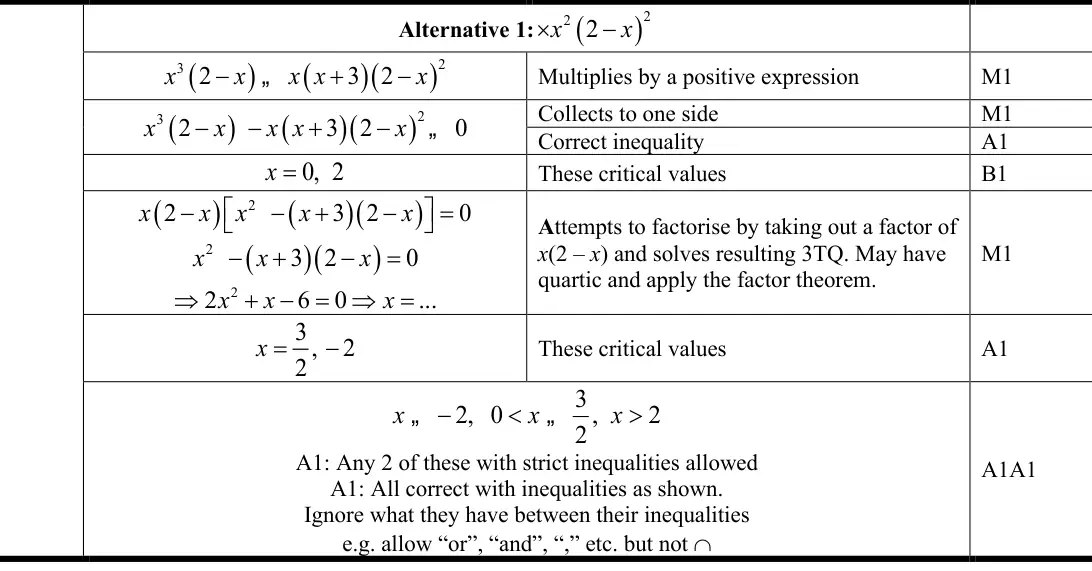 Alternative 1: ×x²(2−x)²
x³(2−x)„ x(x+3)(2−x)² Multiplies by a positive expression M1
x³(2−x) −x(x+3)(2−x)²„ 0 Collects to one side M1
Correct inequality A1
x = 0, 2 These critical values B1
x(2−x)[x² −(x+3)(2−x)] = 0
x² −(x+3)(2−x) = 0
⇒ 2x² + x − 6 = 0 ⇒ x = ...
Attempts to factorise by taking out a factor of
x(2 – x) and solves resulting 3TQ. May have
quartic and apply the factor theorem.
M1
x = 3/2, −2 These critical values A1
x „ −2, 0 < x „ 3/2, x > 2
A1: Any 2 of these with strict inequalities allowed
A1: All correct with inequalities as shown.
Ignore what they have between their inequalities
e.g. allow “or”, “and”, “,” etc. but not ∩
A1A1